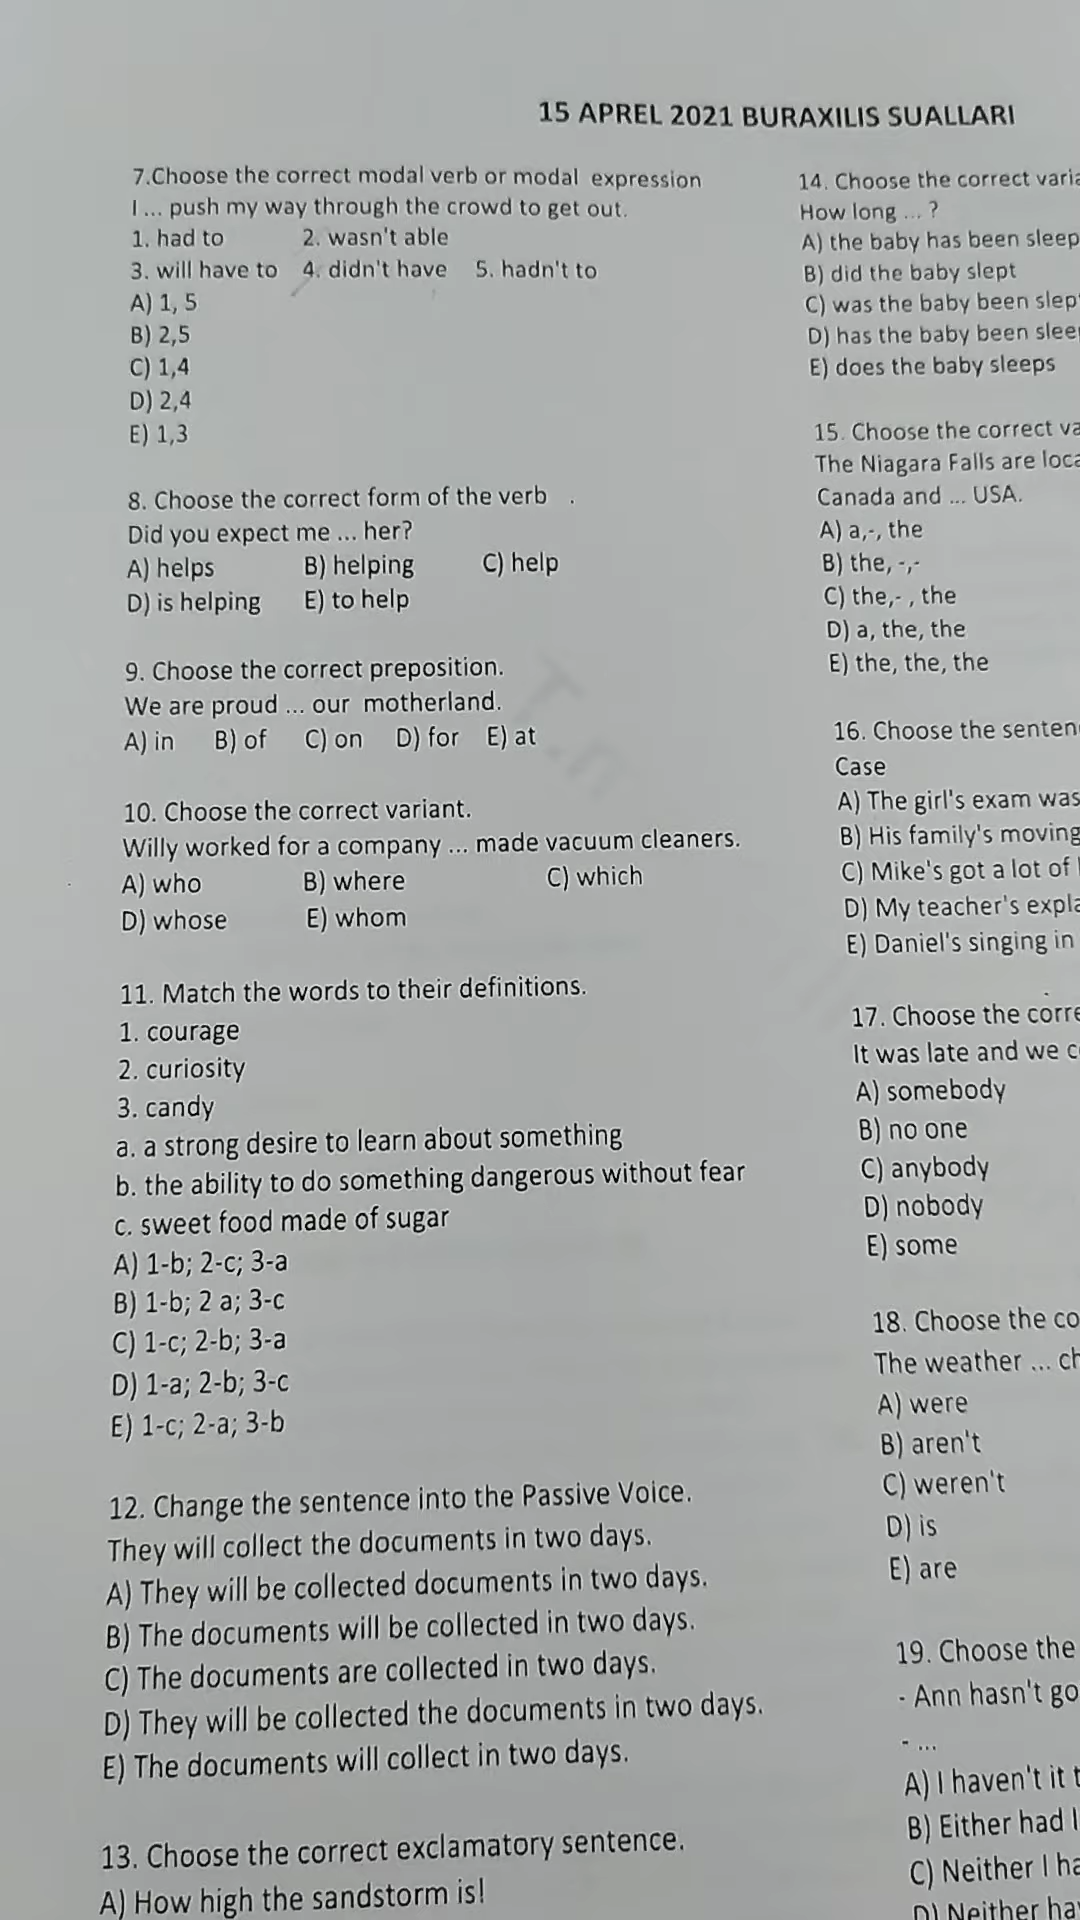 15 APREL 2021 BURAXILIS SUALLARI
7.Choose the correct modal verb or modal expression
I ... push my way through the crowd to get out.
1. had to 2. wasn't able
3. will have to 4. didn't have 5. hadn't to
A) 1, 5
B) 2,5
C) 1,4
D) 2,4
E) 1,3
8. Choose the correct form of the verb .
Did you expect me ... her?
A) helps B) helping C) help
D) is helping E) to help
9. Choose the correct preposition.
We are proud ... our motherland.
A) in B) of C) on D) for E) at
10. Choose the correct variant.
Willy worked for a company ... made vacuum cleaners.
A) who B) where C) which
D) whose E) whom
11. Match the words to their definitions.
1. courage
2. curiosity
3. candy
a. a strong desire to learn about something
b. the ability to do something dangerous without fear
c. sweet food made of sugar
A) 1-b; 2-c; 3-a
B) 1-b; 2 a; 3-c
C) 1-c; 2-b; 3-a
D) 1-a; 2-b; 3-c
E) 1-c; 2-a; 3-b
12. Change the sentence into the Passive Voice.
They will collect the documents in two days.
A) They will be collected documents in two days.
B) The documents will be collected in two days.
C) The documents are collected in two days.
D) They will be collected the documents in two days.
E) The documents will collect in two days.
13. Choose the correct exclamatory sentence.
A) How high the sandstorm is!
14. Choose the correct
How long ... ?
A) the baby has been
B) did the baby slept
C) was the baby been
D) has the baby been
E) does the baby sleeps
15. Choose the correct
The Niagara Falls are
Canada and ... USA.
A) a,-, the
B) the, -,-
C) the,- , the
D) a, the, the
E) the, the, the
16. Choose the
Case
A) The girl's exam was
B) His family's moving
C) Mike's got a lot of
D) My teacher's
E) Daniel's singing in
17. Choose the
It was late and we
A) somebody
B) no one
C) anybody
D) nobody
E) some
18. Choose the
The weather ...
A) were
B) aren't
C) weren't
D) is
E) are
19. Choose the
- Ann hasn't
- ...
A) I haven't it
B) Either had I
C) Neither I
D) Neither